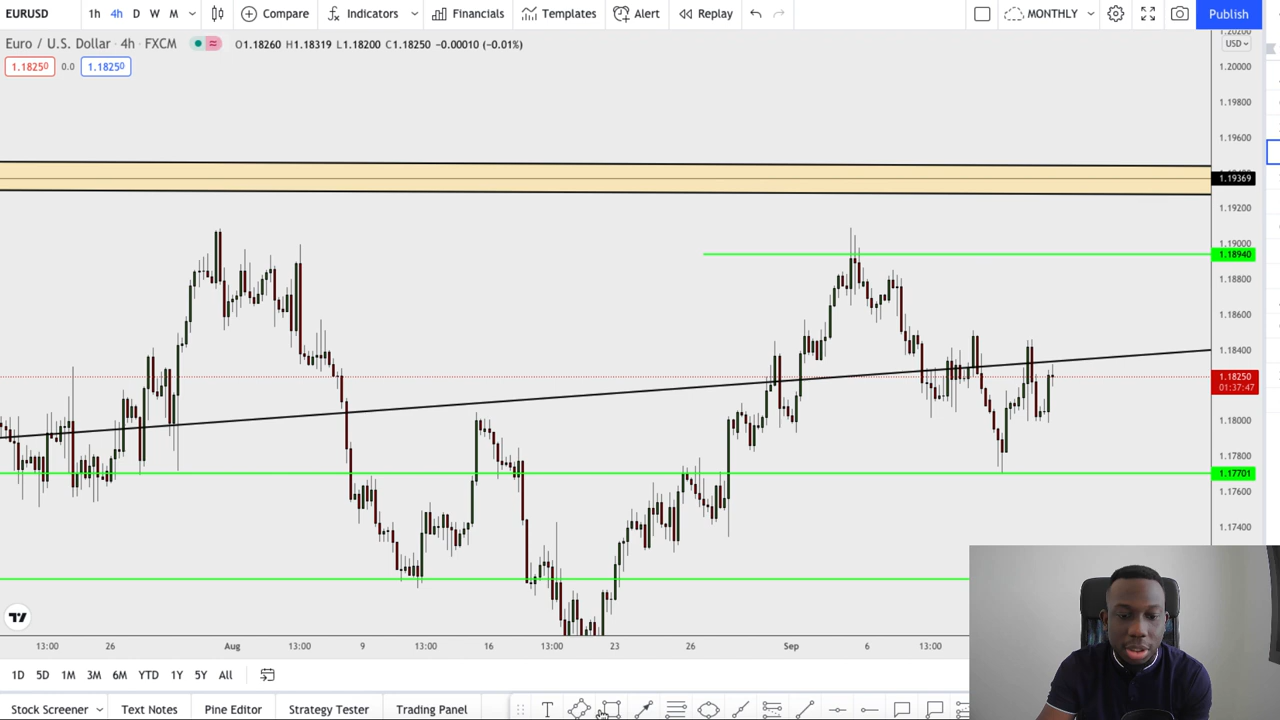 EURUSD 1h 4h D W M Compare Indicators Financials Templates Alert Replay MONTHLY Publish
Euro / U.S. Dollar · 4h · FXCM O1.18260 H1.18319 L1.18200 C1.18250 −0.00010 (−0.01%)
1.18250 0.0 1.18250
USD
1.20000
1.19800
1.19600
1.19369
1.19200
1.19000
1.18940
1.18800
1.18600
1.18400
1.18250
01:37:47
1.18000
1.17800
1.17701
1.17600
1.17400
13:00 26 Aug 13:00 9 13:00 16 13:00 23 26 Sep 6 13:00
1D 5D 1M 3M 6M YTD 1Y 5Y All
Stock Screener Text Notes Pine Editor Strategy Tester Trading Panel